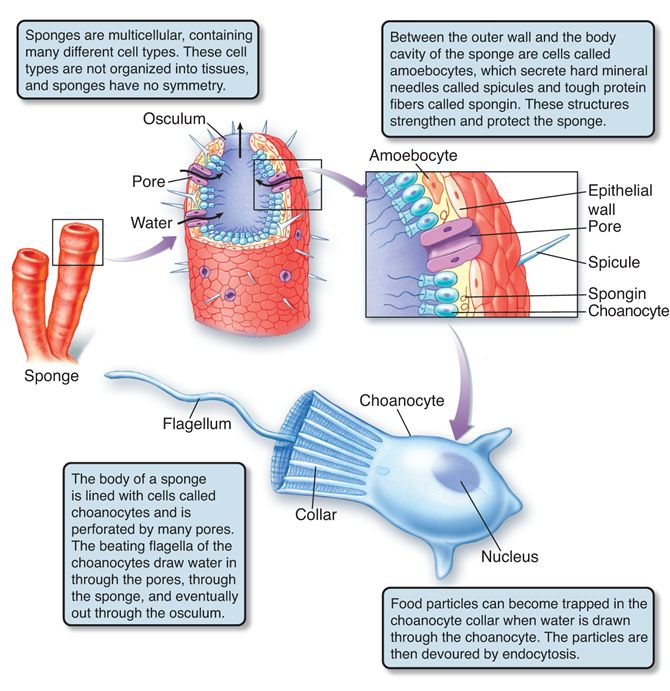 Sponges are multicellular, containing
many different cell types. These cell
types are not organized into tissues,
and sponges have no symmetry.
Between the outer wall and the body
cavity of the sponge are cells called
amoebocytes, which secrete hard mineral
needles called spicules and tough protein
fibers called spongin. These structures
strengthen and protect the sponge.
Osculum
Pore
Water
Sponge
Amoebocyte
Epithelial
wall
Pore
Spicule
Spongin
Choanocyte
Flagellum
Choanocyte
Collar
Nucleus
The body of a sponge
is lined with cells called
choanocytes and is
perforated by many pores.
The beating flagella of the
choanocytes draw water in
through the pores, through
the sponge, and eventually
out through the osculum.
Food particles can become trapped in the
choanocyte collar when water is drawn
through the choanocyte. The particles are
then devoured by endocytosis.